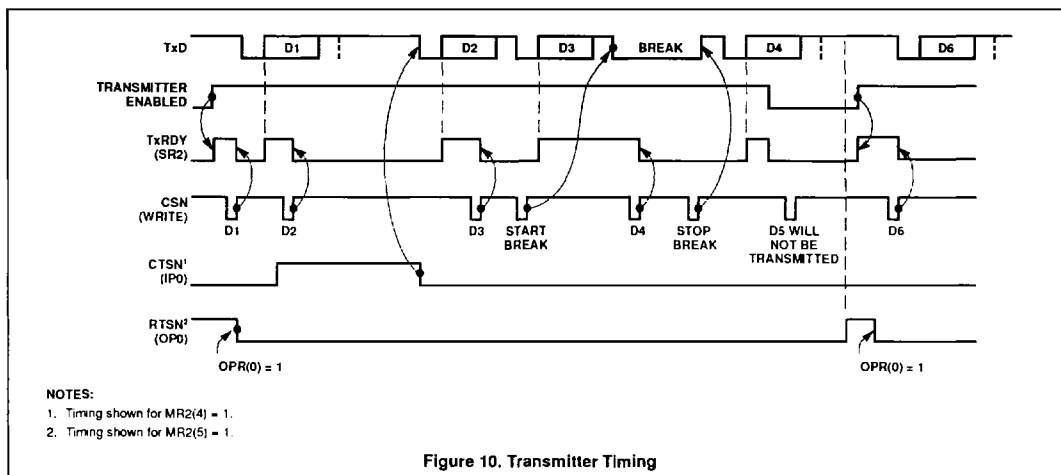 TxD
D1
D2
D3
BREAK
D4
D6
TRANSMITTER
ENABLED
TxRDY
(SR2)
CSN
(WRITE)
D1
D2
D3
START
BREAK
D4
STOP
BREAK
D5 WILL
NOT BE
TRANSMITTED
D6
CTSN¹
(IP0)
RTSN²
(OP0)
OPR(0) = 1
OPR(0) = 1
NOTES:
1. Timing shown for MR2(4) = 1.
2. Timing shown for MR2(5) = 1.
Figure 10. Transmitter Timing